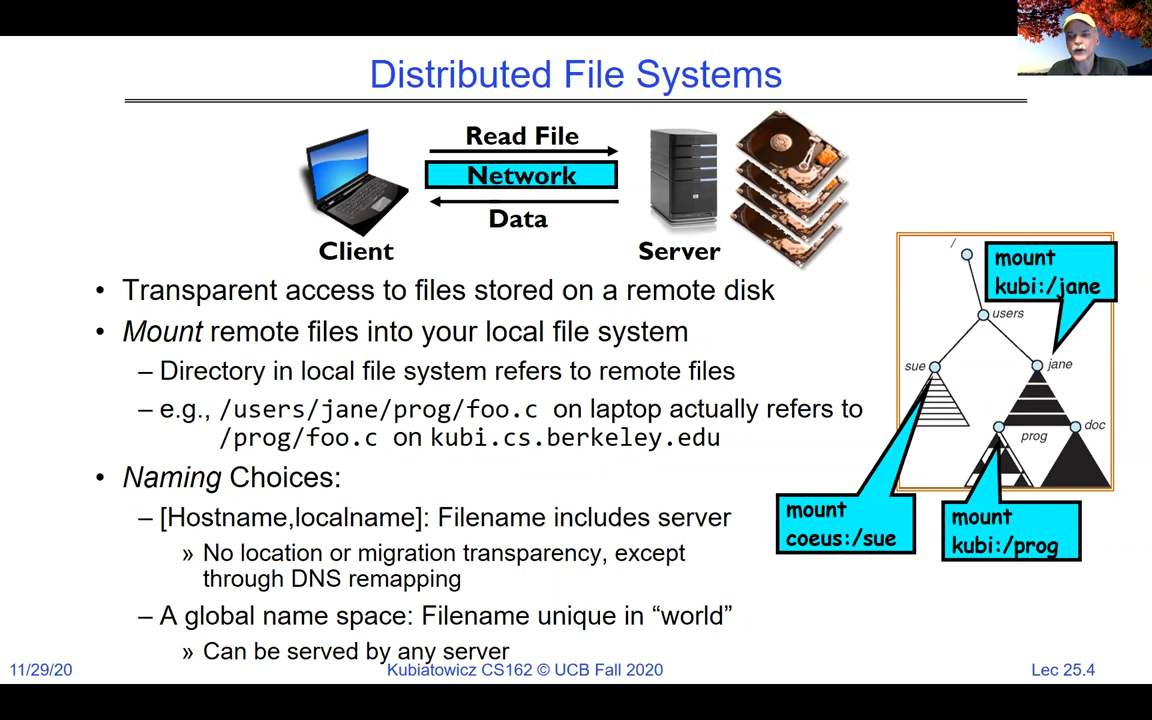 Distributed File Systems
Read File
Network
Data
Client
Server
• Transparent access to files stored on a remote disk
• Mount remote files into your local file system
– Directory in local file system refers to remote files
– e.g., /users/jane/prog/foo.c on laptop actually refers to
/prog/foo.c on kubi.cs.berkeley.edu
• Naming Choices:
– [Hostname,localname]: Filename includes server
» No location or migration transparency, except
through DNS remapping
– A global name space: Filename unique in “world”
» Can be served by any server
/
mount
kubi:/jane
users
sue
jane
prog
doc
mount
coeus:/sue
mount
kubi:/prog
11/29/20
Kubiatowicz CS162 © UCB Fall 2020
Lec 25.4